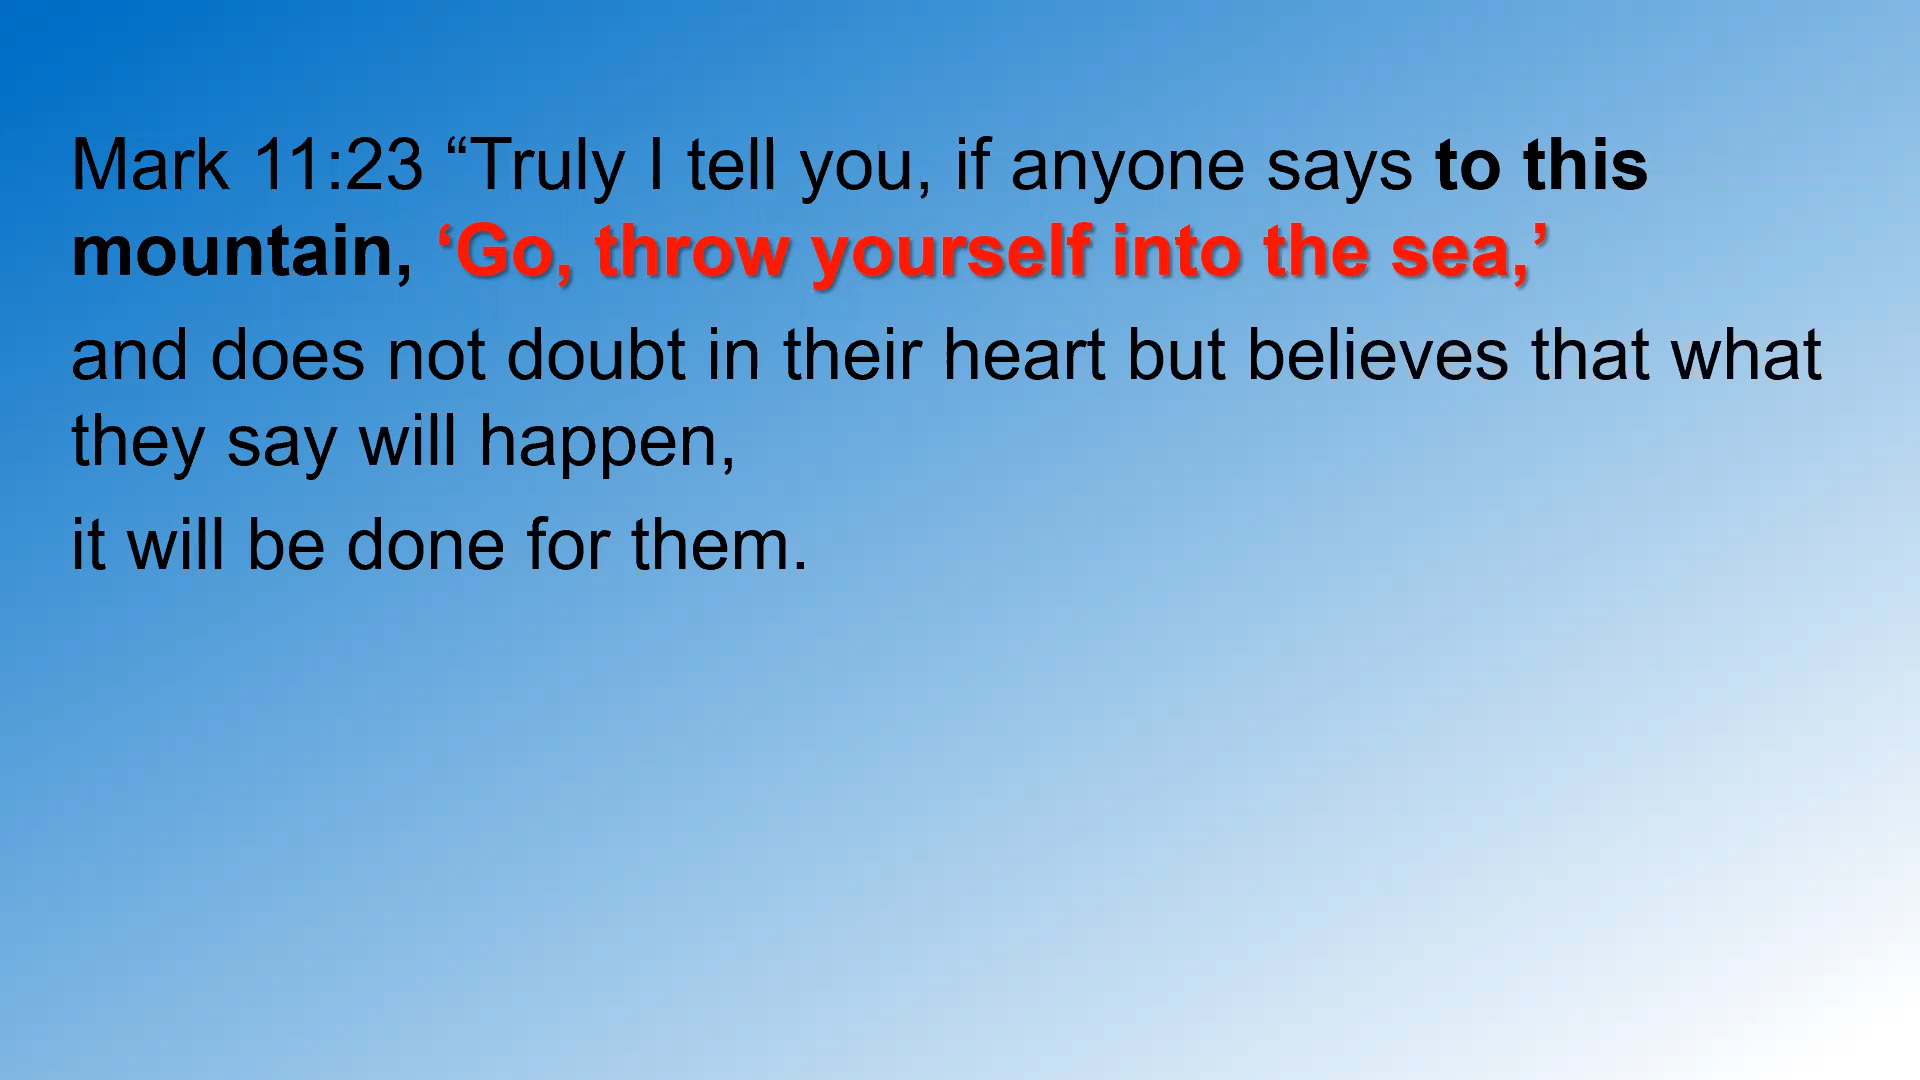 Mark 11:23 “Truly I tell you, if anyone says to this
mountain, ‘Go, throw yourself into the sea,’
and does not doubt in their heart but believes that what
they say will happen,
it will be done for them.